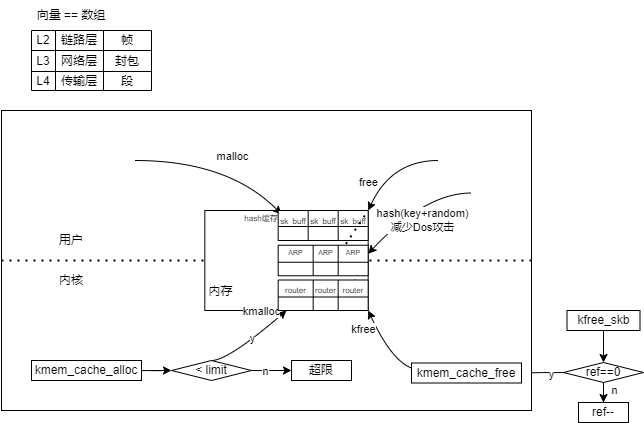 向量 == 数组
L2 链路层 帧
L3 网络层 封包
L4 传输层 段
malloc
free
hash(key+random)
减少Dos攻击
hash缓存
sk_buff sk_buff sk_buff
ARP ARP ARP
router router router
用户
内核
内存
kmalloc
kfree
y
kmem_cache_alloc
< limit
n
超限
kmem_cache_free
y
kfree_skb
ref==0
n
ref--